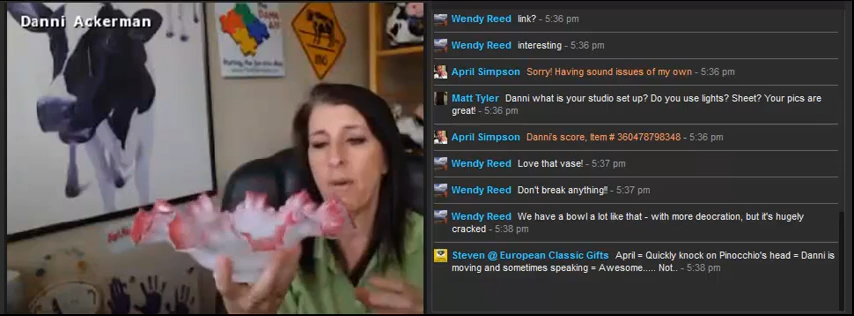 Danni Ackerman
Wendy Reed link? - 5:36 pm
Wendy Reed interesting - 5:36 pm
April Simpson Sorry! Having sound issues of my own - 5:36 pm
Matt Tyler Danni what is your studio set up? Do you use lights? Sheet? Your pics are
great! - 5:36 pm
April Simpson Danni's score, Item # 360478798348 - 5:36 pm
Wendy Reed Love that vase! - 5:37 pm
Wendy Reed Don't break anything!! - 5:37 pm
Wendy Reed We have a bowl a lot like that - with more deocration, but it's hugely
cracked - 5:38 pm
Steven @ European Classic Gifts April = Quickly knock on Pinocchio's head = Danni is
moving and sometimes speaking = Awesome..... Not.. - 5:38 pm